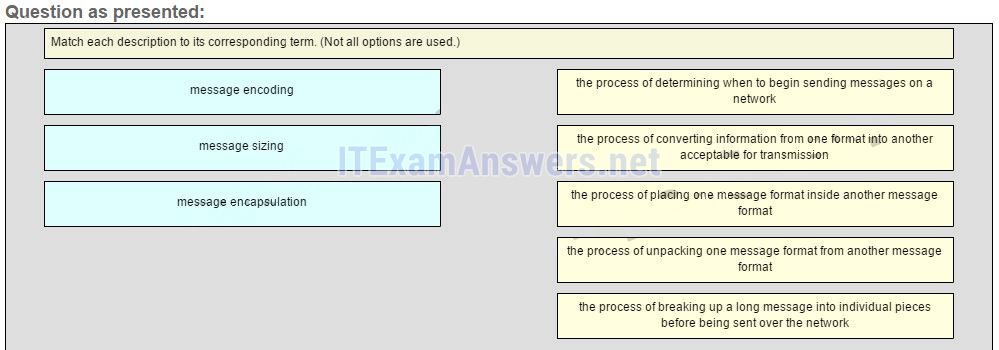 Question as presented:
Match each description to its corresponding term. (Not all options are used.)
message encoding
message sizing
message encapsulation
the process of determining when to begin sending messages on a
network
the process of converting information from one format into another
acceptable for transmission
the process of placing one message format inside another message
format
the process of unpacking one message format from another message
format
the process of breaking up a long message into individual pieces
before being sent over the network
ITExamAnswers.net